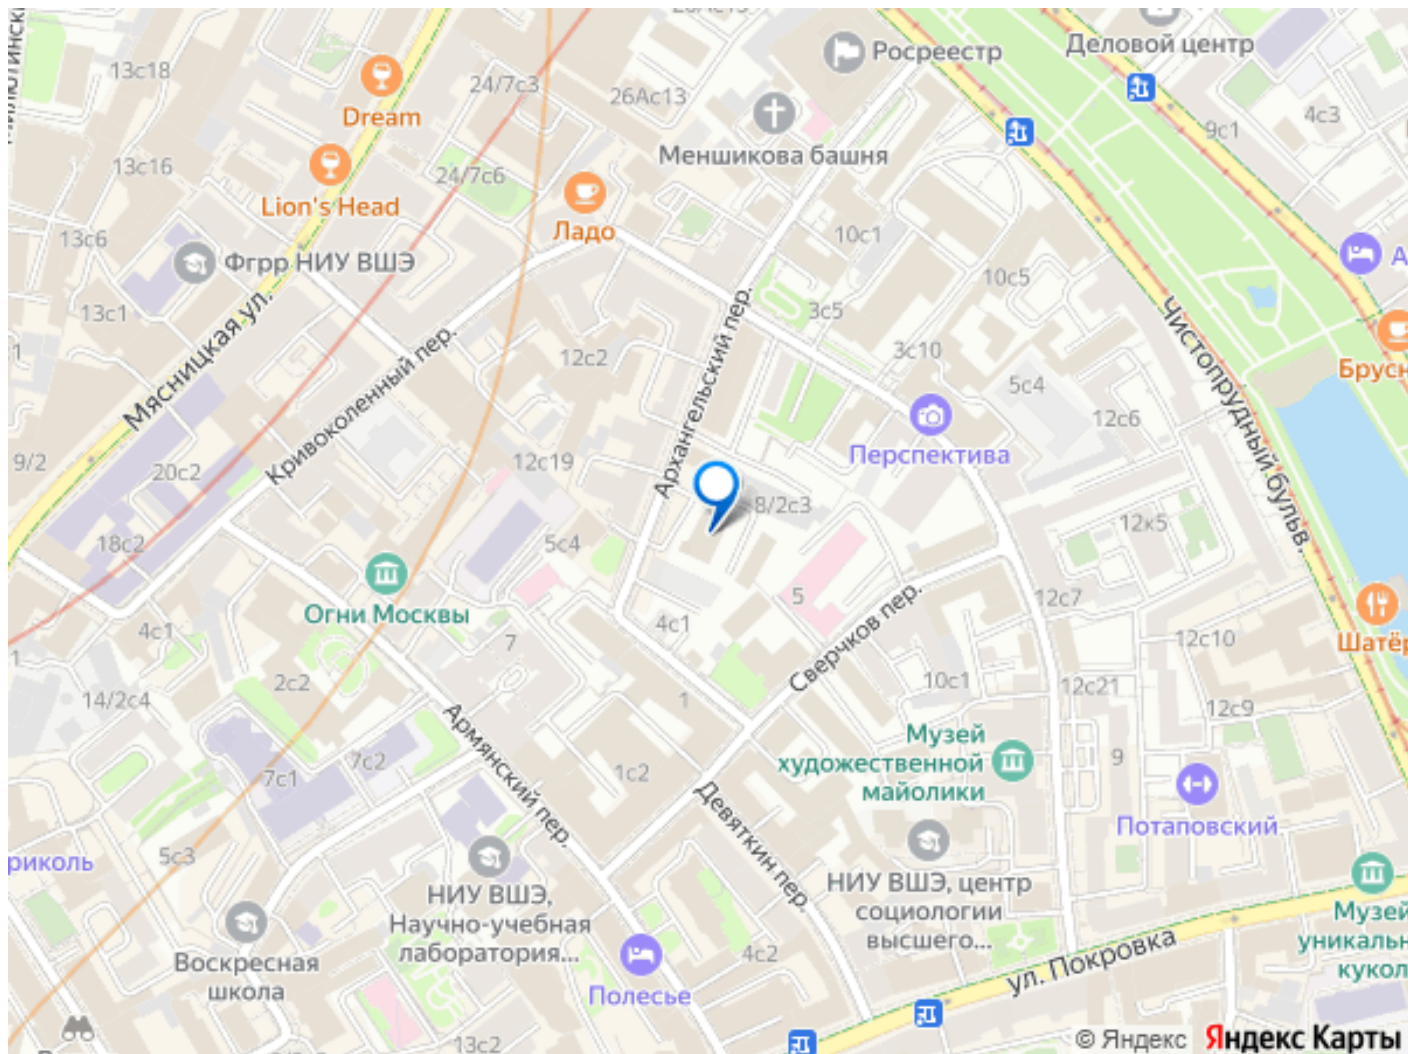 26Ас13
Деловой центр
Росреестр
13с18
24/7с3
26Ас13
4с3
9с1
Dream
Меншикова башня
13с16
24/7с6
Lion's Head
Ладо
13с6
10с1
Фгрр НИУ ВШЭ
10с5
А
13с1
3с5
Мясницкая ул.
Кривоколенный пер.
Архангельский пер.
Чистопрудный бульв.
12с2
3с10
5с4
Брусн
12с6
Перспектива
9/2
20с2
12с19
8/2с3
12к5
18с2
5с4
Огни Москвы
5
12с7
4с1
7
4с1
Сверчков пер.
12с10
Шатёр
1
2с2
14/2с4
1
10с1
12с21
12с9
Армянский пер.
Музей
художественной
майолики
7с2
7с1
1с2
9
Девяткин пер.
Потаповский
5с3
риколь
НИУ ВШЭ,
Научно-учебная
лаборатория...
НИУ ВШЭ, центр
социологии
высшего...
Музей
уникальн
кукол
Воскресная
школа
4с2
ул. Покровка
Полесье
13с2
© Яндекс Яндекс Карты